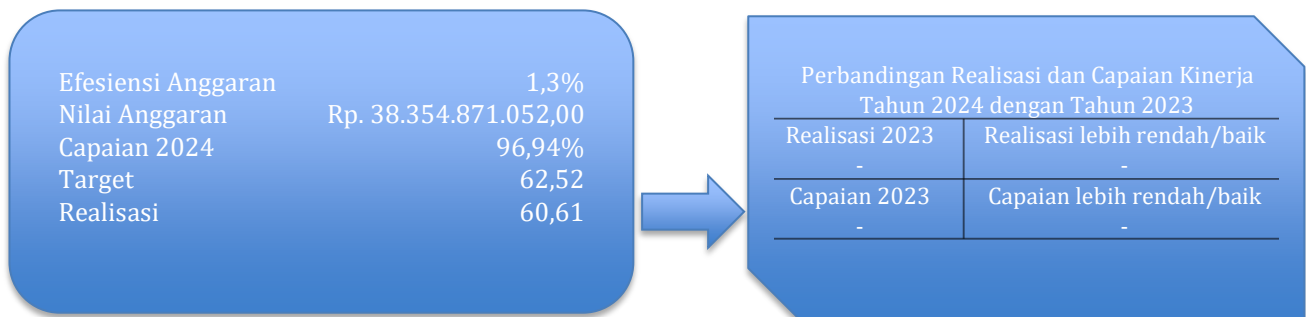 Efesiensi Anggaran 1,3%
Nilai Anggaran Rp. 38.354.871.052,00
Capaian 2024 96,94%
Target 62,52
Realisasi 60,61
Perbandingan Realisasi dan Capaian Kinerja
Tahun 2024 dengan Tahun 2023
Realisasi 2023 Realisasi lebih rendah/baik
- -
Capaian 2023 Capaian lebih rendah/baik
- -